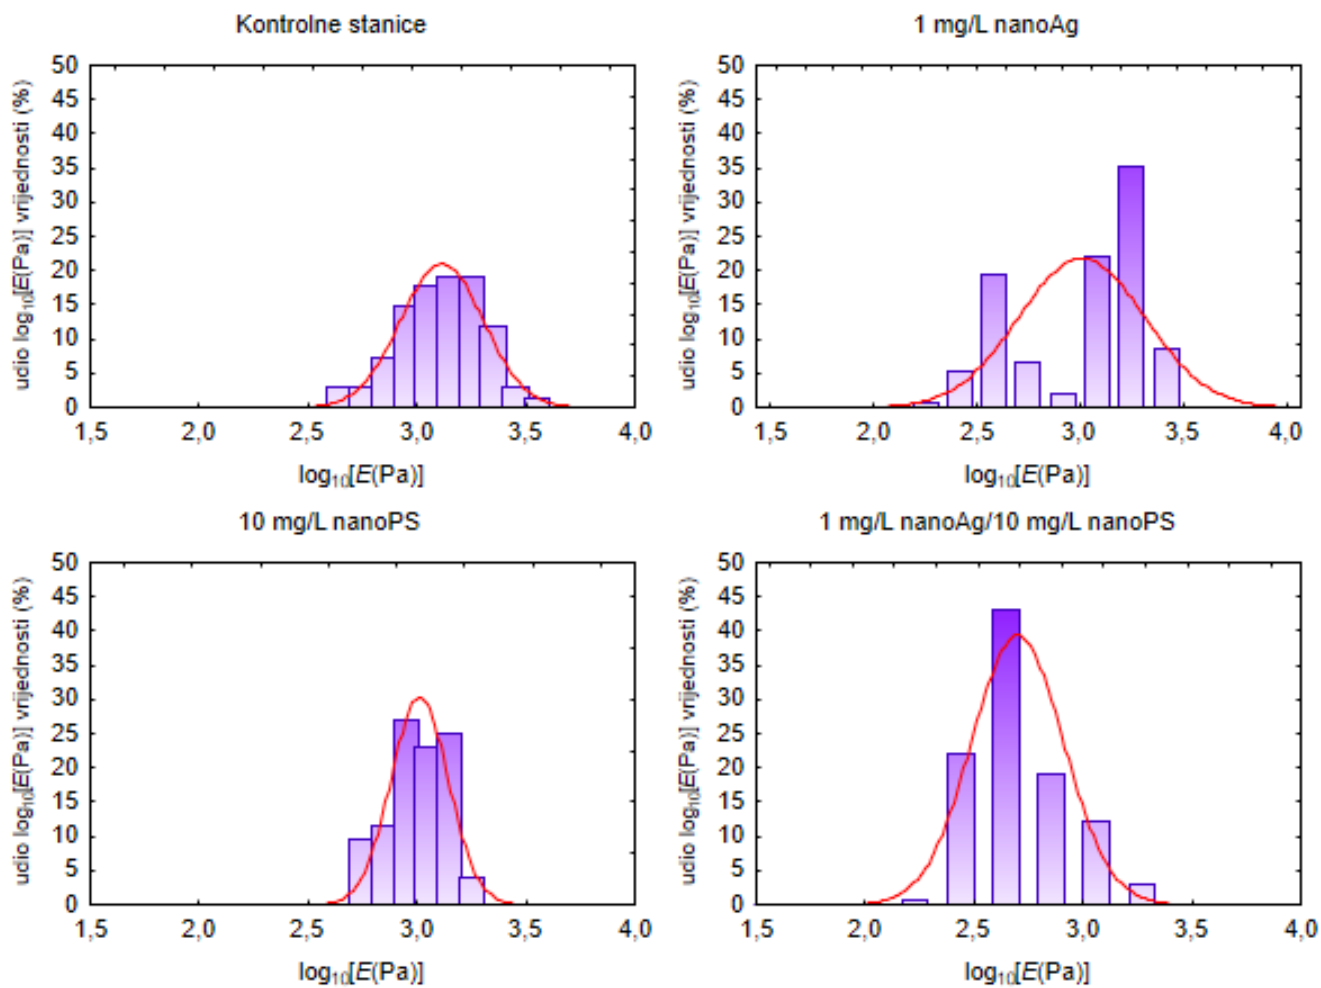 Kontrolne stanice
udio log₁₀[E(Pa)] vrijednosti (%)
50
45
40
35
30
25
20
15
10
5
0
1,5 2,0 2,5 3,0 3,5 4,0
log₁₀[E(Pa)]
1 mg/L nanoAg
udio log₁₀[E(Pa)] vrijednosti (%)
50
45
40
35
30
25
20
15
10
5
0
1,5 2,0 2,5 3,0 3,5 4,0
log₁₀[E(Pa)]
10 mg/L nanoPS
udio log₁₀[E(Pa)] vrijednosti (%)
50
45
40
35
30
25
20
15
10
5
0
1,5 2,0 2,5 3,0 3,5 4,0
log₁₀[E(Pa)]
1 mg/L nanoAg/10 mg/L nanoPS
udio log₁₀[E(Pa)] vrijednosti (%)
50
45
40
35
30
25
20
15
10
5
0
1,5 2,0 2,5 3,0 3,5 4,0
log₁₀[E(Pa)]